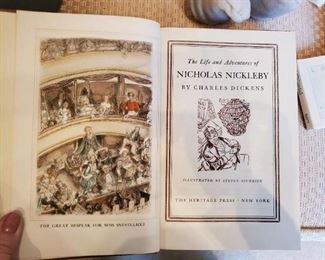 THE GREAT BESPEAK FOR MISS SNEVELLICCI
The Life and Adventures of
NICHOLAS NICKLEBY
BY CHARLES DICKENS
ILLUSTRATED BY STEVEN SPURRIER
THE HERITAGE PRESS · NEW YORK